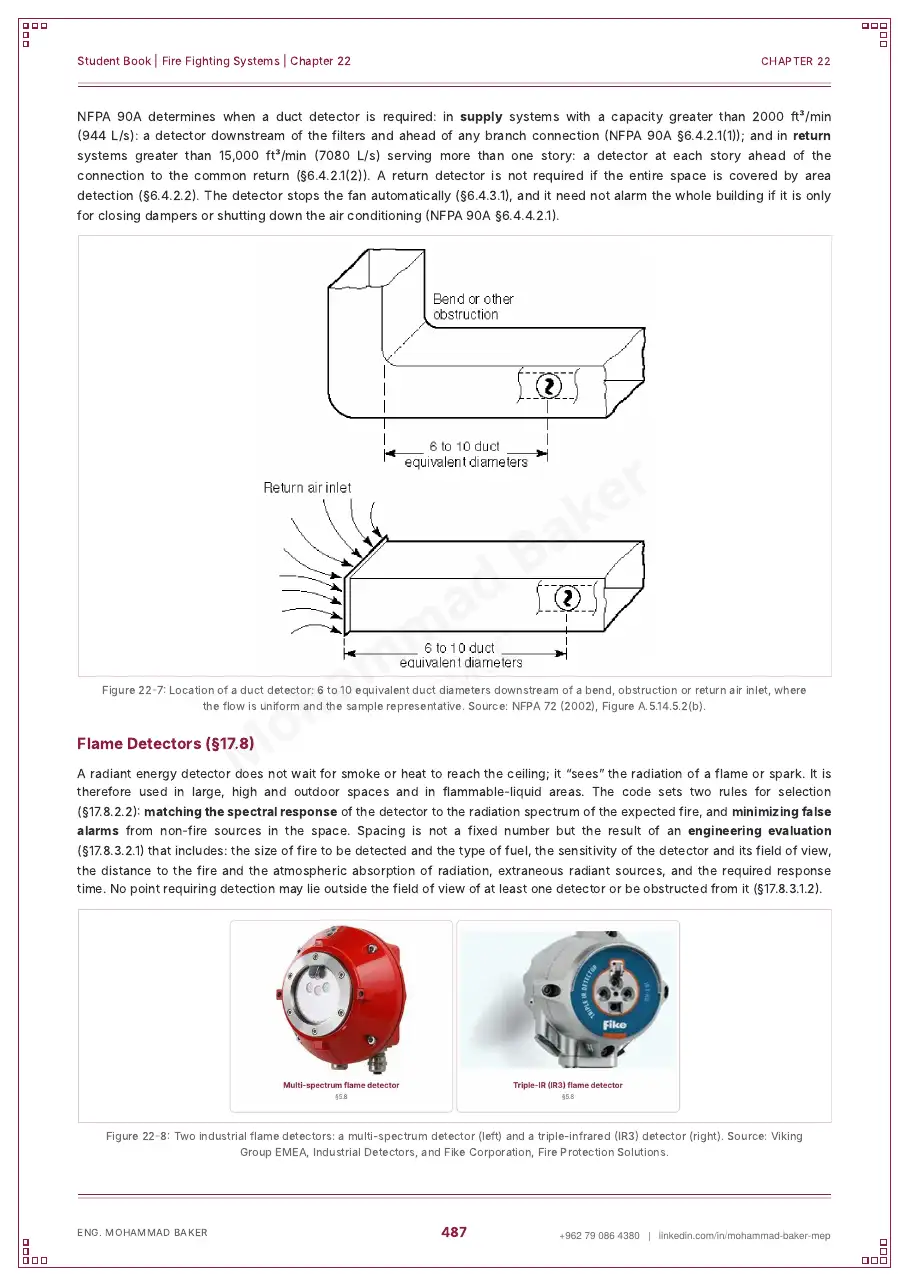 Student Book | Fire Fighting Systems | Chapter 22
CHAPTER 22
NFPA 90A determines when a duct detector is required: in supply systems with a capacity greater than 2000 ft³/min
(944 L/s): a detector downstream of the filters and ahead of any branch connection (NFPA 90A §6.4.2.1(1)); and in return
systems greater than 15,000 ft³/min (7080 L/s) serving more than one story: a detector at each story ahead of the
connection to the common return (§6.4.2.1(2)). A return detector is not required if the entire space is covered by area
detection (§6.4.2.2). The detector stops the fan automatically (§6.4.3.1), and it need not alarm the whole building if it is only
for closing dampers or shutting down the air conditioning (NFPA 90A §6.4.4.2.1).
Bend or other
obstruction
6 to 10 duct
equivalent diameters
Return air inlet
6 to 10 duct
equivalent diameters
Mohammad Baker
Figure 22-7: Location of a duct detector: 6 to 10 equivalent duct diameters downstream of a bend, obstruction or return air inlet, where
the flow is uniform and the sample representative. Source: NFPA 72 (2002), Figure A.5.14.5.2(b).
Flame Detectors (§17.8)
A radiant energy detector does not wait for smoke or heat to reach the ceiling; it “sees” the radiation of a flame or spark. It is
therefore used in large, high and outdoor spaces and in flammable-liquid areas. The code sets two rules for selection
(§17.8.2.2): matching the spectral response of the detector to the radiation spectrum of the expected fire, and minimizing false
alarms from non-fire sources in the space. Spacing is not a fixed number but the result of an engineering evaluation
(§17.8.3.2.1) that includes: the size of fire to be detected and the type of fuel, the sensitivity of the detector and its field of view,
the distance to the fire and the atmospheric absorption of radiation, extraneous radiant sources, and the required response
time. No point requiring detection may lie outside the field of view of at least one detector or be obstructed from it (§17.8.3.1.2).
TRIPLE IR DETECTOR
Fike
Multi-spectrum flame detector
§5.8
Triple-IR (IR3) flame detector
§5.8
Figure 22-8: Two industrial flame detectors: a multi-spectrum detector (left) and a triple-infrared (IR3) detector (right). Source: Viking
Group EMEA, Industrial Detectors, and Fike Corporation, Fire Protection Solutions.
ENG. MOHAMMAD BAKER
487
+962 79 086 4380 | linkedin.com/in/mohammad-baker-mep